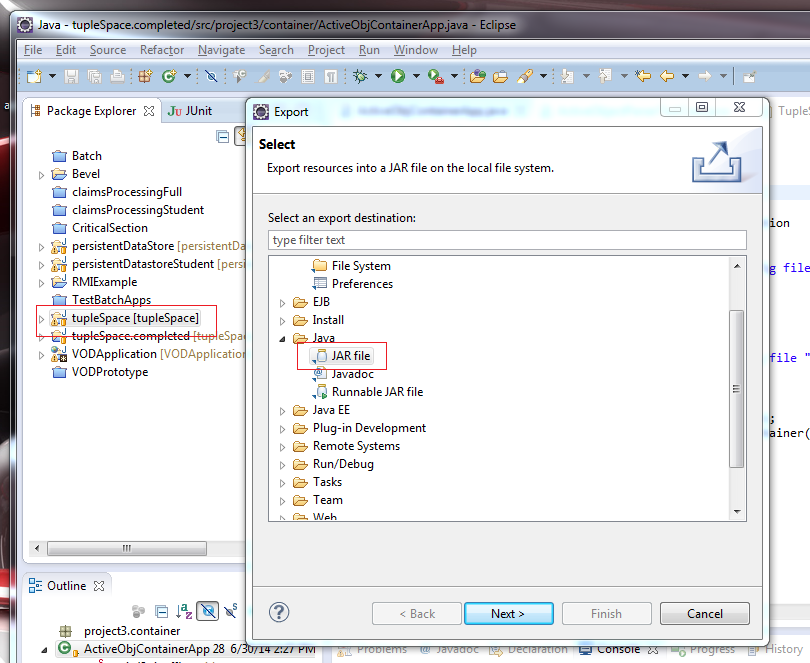 Java - tupleSpace.completed/src/project3/container/ActiveObjContainerApp.java - Eclipse
File Edit Source Refactor Navigate Search Project Run Window Help
Package Explorer JUnit
Batch
Bevel
claimsProcessingFull
claimsProcessingStudent
CriticalSection
persistentDataStore [persistentDa
persistentDatastoreStudent [persi
RMIExample
TestBatchApps
tupleSpace [tupleSpace]
tupleSpace.completed [tupleSpac
VODApplication [VODApplication
VODPrototype
Export
Select
Export resources into a JAR file on the local file system.
Select an export destination:
type filter text
File System
Preferences
EJB
Install
Java
JAR file
Javadoc
Runnable JAR file
Java EE
Plug-in Development
Remote Systems
Run/Debug
Tasks
Team
Web
< Back Next > Finish Cancel
TupleS
ion
g file
file "
;
ainer(
Outline
project3.container
ActiveObjContainerApp 28 6/30/14 2:27 PM
Problems @ Javadoc Declaration Console Progress History